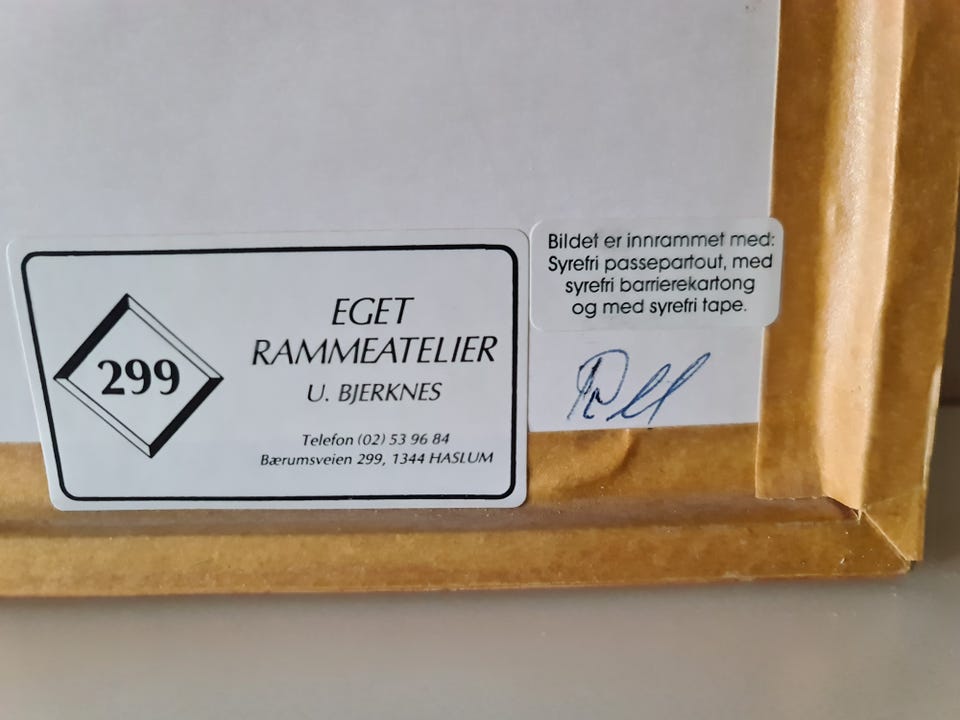 299
EGET
RAMMEATELIER
U. BJERKNES
Telefon (02) 53 96 84
Bærumsveien 299, 1344 HASLUM
Bildet er innrammet med:
Syrefri passepartout, med
syrefri barrierekartong
og med syrefri tape.